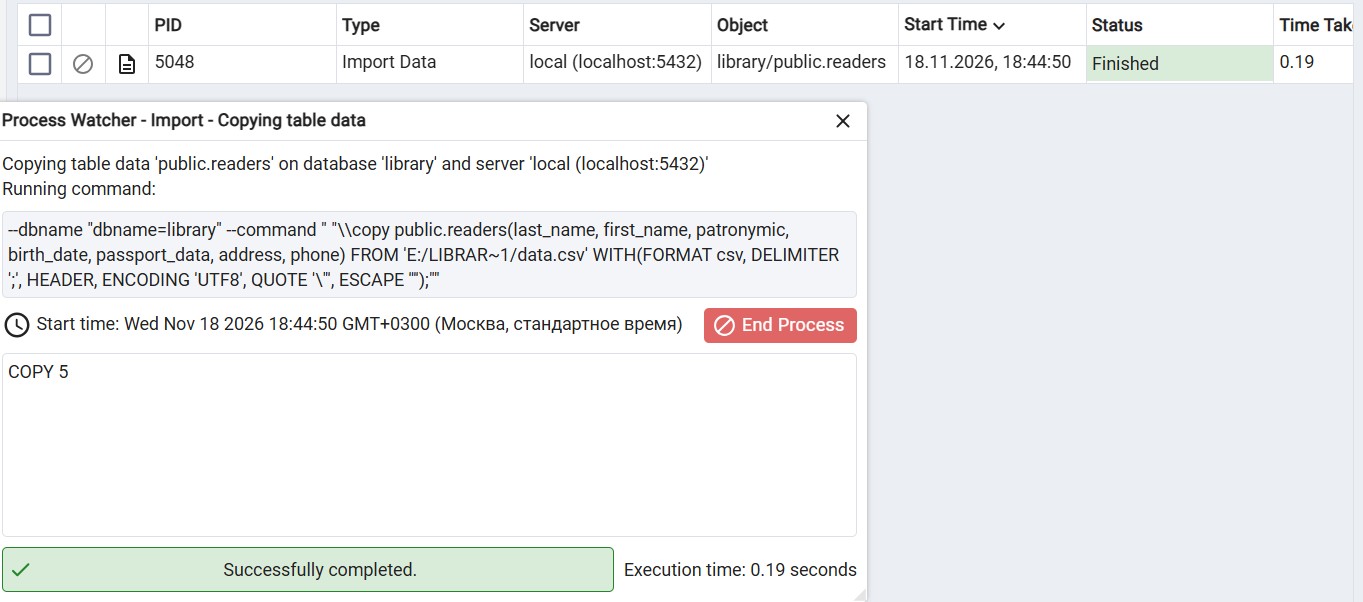 PID Type Server Object Start Time Status Time Tak
5048 Import Data local (localhost:5432) library/public.readers 18.11.2026, 18:44:50 Finished 0.19
Process Watcher - Import - Copying table data
Copying table data 'public.readers' on database 'library' and server 'local (localhost:5432)'
Running command:
--dbname "dbname=library" --command " "\\copy public.readers(last_name, first_name, patronymic,
birth_date, passport_data, address, phone) FROM 'E:/LIBRAR~1/data.csv' WITH(FORMAT csv, DELIMITER
';', HEADER, ENCODING 'UTF8', QUOTE '\"', ESCAPE '''');""
Start time: Wed Nov 18 2026 18:44:50 GMT+0300 (Москва, стандартное время)
End Process
COPY 5
Successfully completed.
Execution time: 0.19 seconds